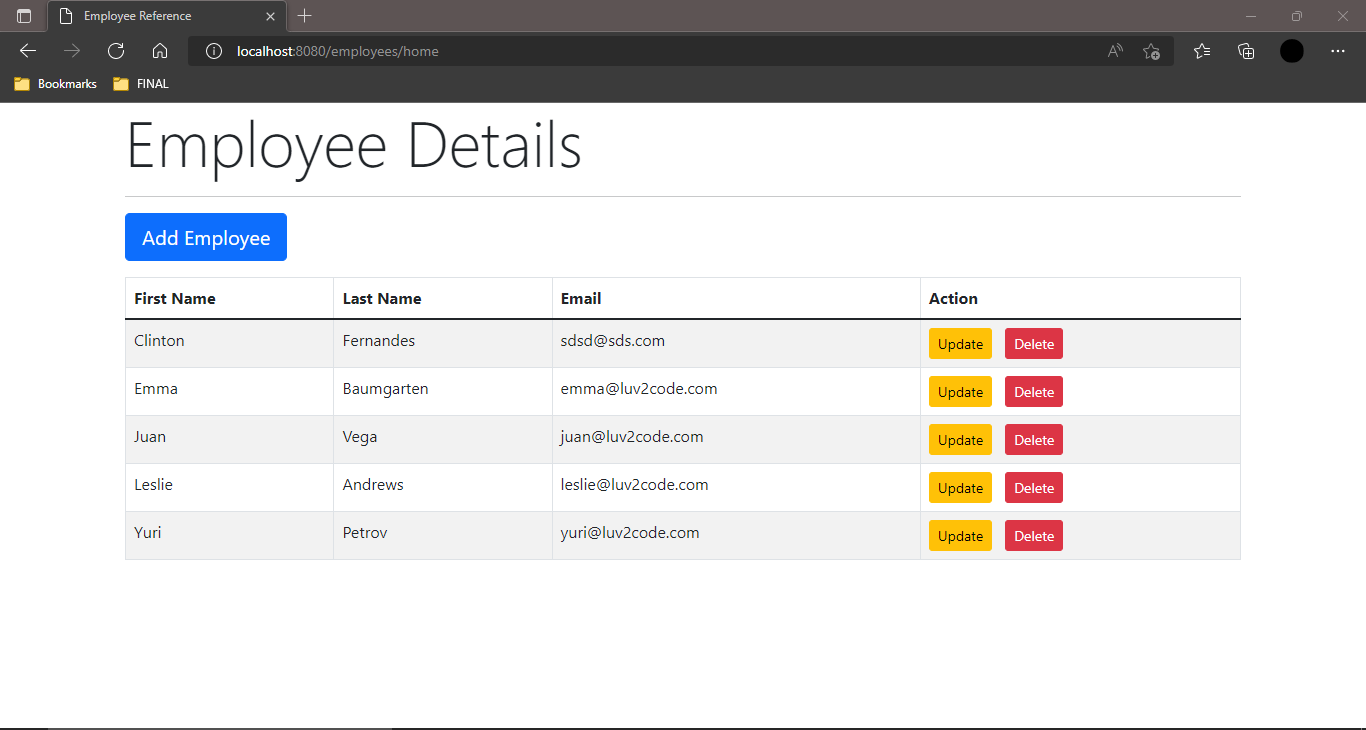 Employee Reference
localhost:8080/employees/home
Bookmarks FINAL
Employee Details
Add Employee
First Name Last Name Email Action
Clinton Fernandes sdsd@sds.com Update Delete
Emma Baumgarten emma@luv2code.com Update Delete
Juan Vega juan@luv2code.com Update Delete
Leslie Andrews leslie@luv2code.com Update Delete
Yuri Petrov yuri@luv2code.com Update Delete